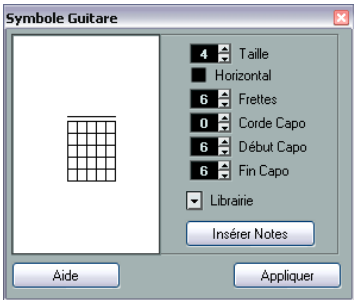 Symbole Guitare
4 Taille
Horizontal
6 Frettes
0 Corde Capo
6 Début Capo
6 Fin Capo
Librairie
Insérer Notes
Aide
Appliquer